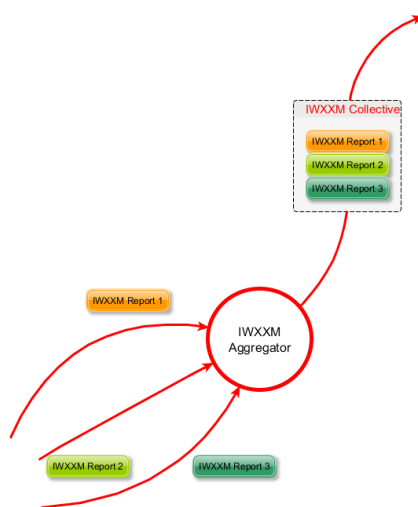 IWXXM Collective
IWXXM Report 1
IWXXM Report 2
IWXXM Report 3
IWXXM Report 1
IWXXM
Aggregator
IWXXM Report 2
IWXXM Report 3